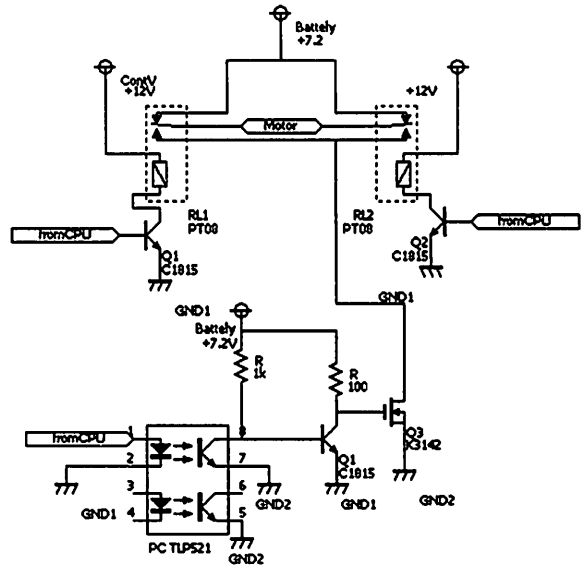 Battely
+7.2
ContV
+12V
+12V
Motor
RL1
PT08
RL2
PT08
fromCPU
fromCPU
Q1
C1815
Q2
C1815
GND1
GND1
Battely
+7.2V
R
1k
R
100
fromCPU
1
8
2
7
3
6
4
5
GND1
GND2
GND2
PC TLP521
Q1
C1815
GND1
Q3
K3142
GND2